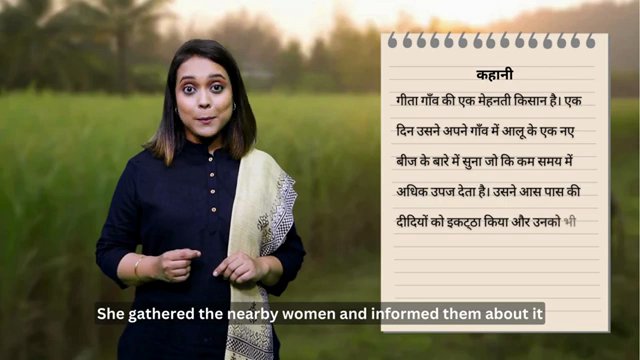 कहानी
गीता गाँव की एक मेहनती किसान है। एक
दिन उसने अपने गाँव में आलू के एक नए
बीज के बारे में सुना जो कि कम समय में
अधिक उपज देता है। उसने आस पास की
दीदियों को इकट्ठा किया और उनको भी
She gathered the nearby women and informed them about it